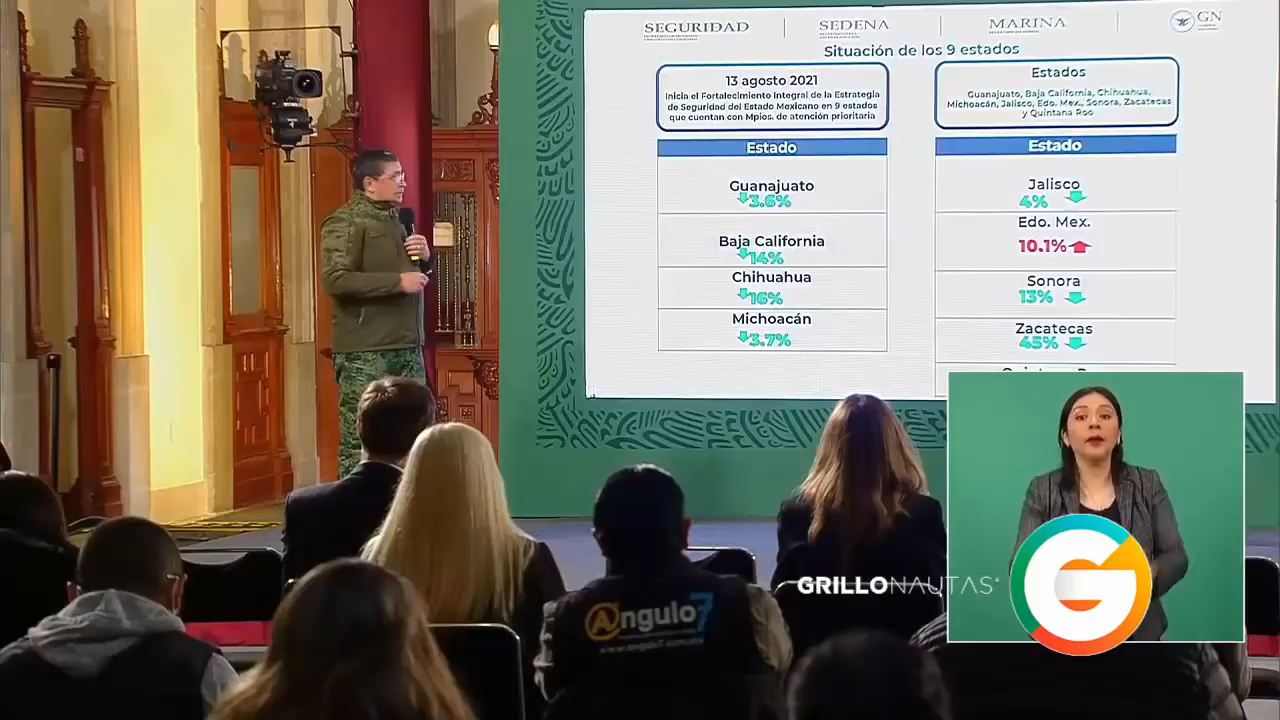 SEGURIDAD
SEDENA
MARINA
GN
Situación de los 9 estados
13 agosto 2021
Inicia el Fortalecimiento Integral de la Estrategia
de Seguridad del Estado Mexicano en 9 estados
que cuentan con Mpios. de atención prioritaria
Estado
Guanajuato
3.6%
Baja California
14%
Chihuahua
16%
Michoacán
3.7%
Estados
Guanajuato, Baja California, Chihuahua,
Michoacán, Jalisco, Edo. Mex., Sonora, Zacatecas
y Quintana Roo
Estado
Jalisco
4%
Edo. Mex.
10.1%
Sonora
13%
Zacatecas
45%
@ngulo7
GRILLONAUTAS
G